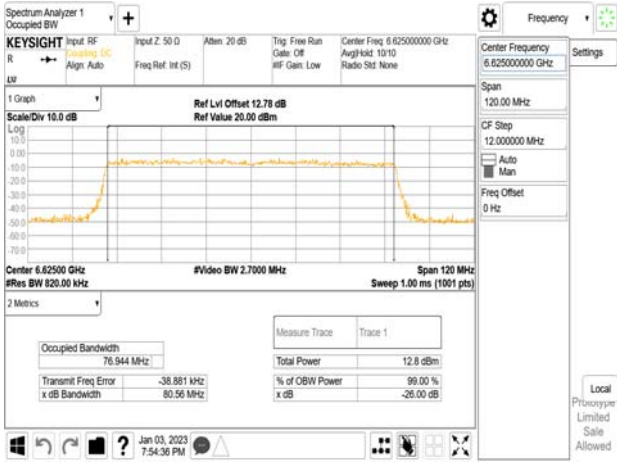 Spectrum Analyzer 1
Occupied BW
+
Frequency
KEYSIGHT
R
LXI
Input: RF
Coupling: DC
Align: Auto
Input Z: 50 Ω
Freq Ref: Int (S)
Atten: 20 dB
Trig: Free Run
Gate: Off
#IF Gain: Low
Center Freq: 6.625000000 GHz
Avg|Hold: 10/10
Radio Std: None
Center Frequency
6.625000000 GHz
Settings
Span
120.00 MHz
CF Step
12.000000 MHz
Auto
Man
Freq Offset
0 Hz
1 Graph
Scale/Div 10.0 dB
Ref Lvl Offset 12.78 dB
Ref Value 20.00 dBm
Log
10.0
0.00
-10.0
-20.0
-30.0
-40.0
-50.0
-60.0
-70.0
Center 6.62500 GHz
#Res BW 820.00 kHz
#Video BW 2.7000 MHz
Span 120 MHz
Sweep 1.00 ms (1001 pts)
2 Metrics
Measure Trace
Trace 1
Occupied Bandwidth
76.944 MHz
Total Power
12.8 dBm
Transmit Freq Error
-38.881 kHz
% of OBW Power
99.00 %
x dB Bandwidth
80.56 MHz
x dB
-26.00 dB
Local
Prototype
Limited
Sale
Allowed
?
Jan 03, 2023
7:54:36 PM